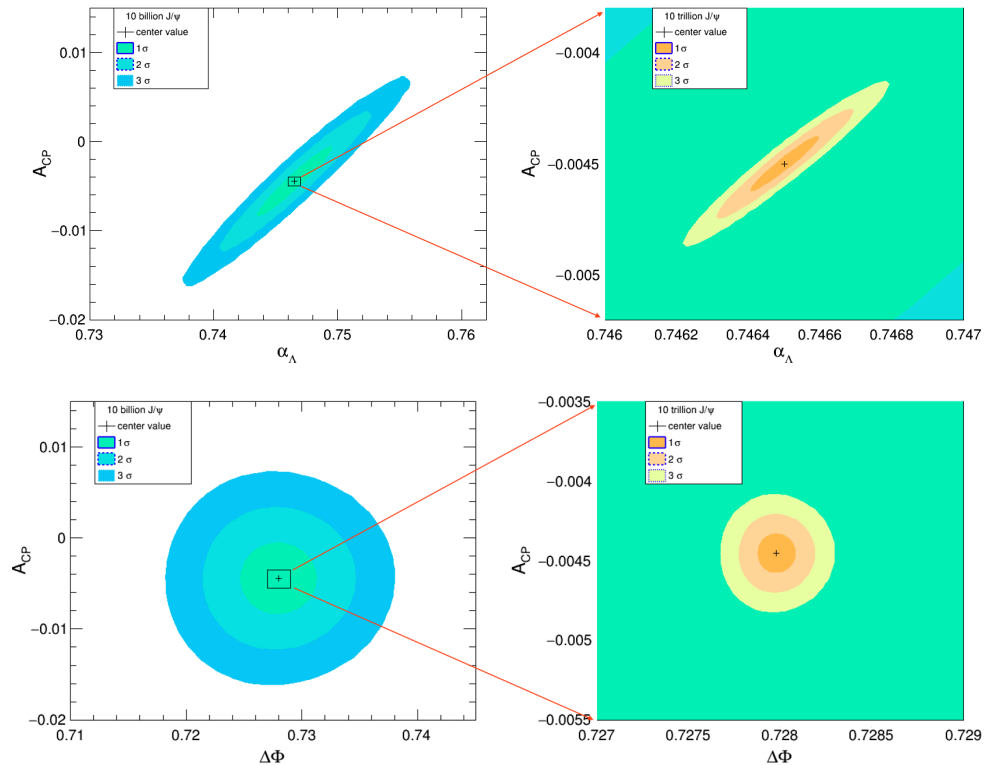 10 billion J/ψ
center value
1σ
2 σ
3 σ
A_CP
0.01
0
−0.01
−0.02
0.73
0.74
0.75
0.76
α_Λ
10 trillion J/ψ
center value
1σ
2 σ
3 σ
A_CP
−0.004
−0.0045
−0.005
0.746
0.7462
0.7464
0.7466
0.7468
0.747
α_Λ
10 billion J/ψ
center value
1σ
2 σ
3 σ
A_CP
0.01
0
−0.01
−0.02
0.71
0.72
0.73
0.74
ΔΦ
10 trillion J/ψ
center value
1σ
2 σ
3 σ
A_CP
−0.0035
−0.004
−0.0045
−0.005
−0.0055
0.727
0.7275
0.728
0.7285
0.729
ΔΦ